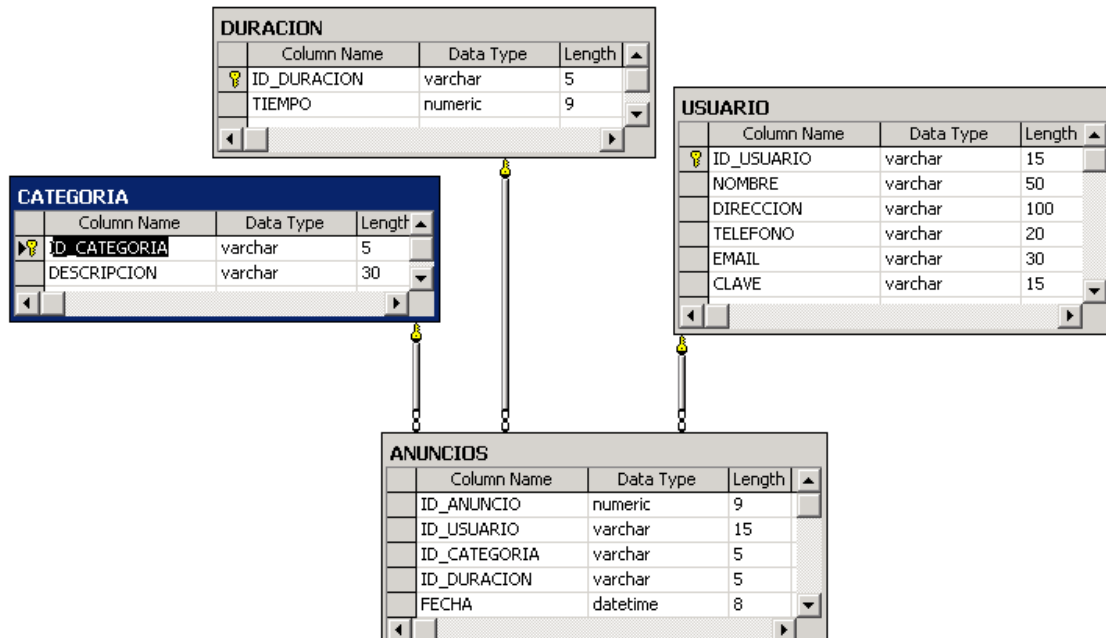 DURACION
Column Name Data Type Length
ID_DURACION varchar 5
TIEMPO numeric 9
USUARIO
Column Name Data Type Length
ID_USUARIO varchar 15
NOMBRE varchar 50
DIRECCION varchar 100
TELEFONO varchar 20
EMAIL varchar 30
CLAVE varchar 15
CATEGORIA
Column Name Data Type Length
ID_CATEGORIA varchar 5
DESCRIPCION varchar 30
ANUNCIOS
Column Name Data Type Length
ID_ANUNCIO numeric 9
ID_USUARIO varchar 15
ID_CATEGORIA varchar 5
ID_DURACION varchar 5
FECHA datetime 8